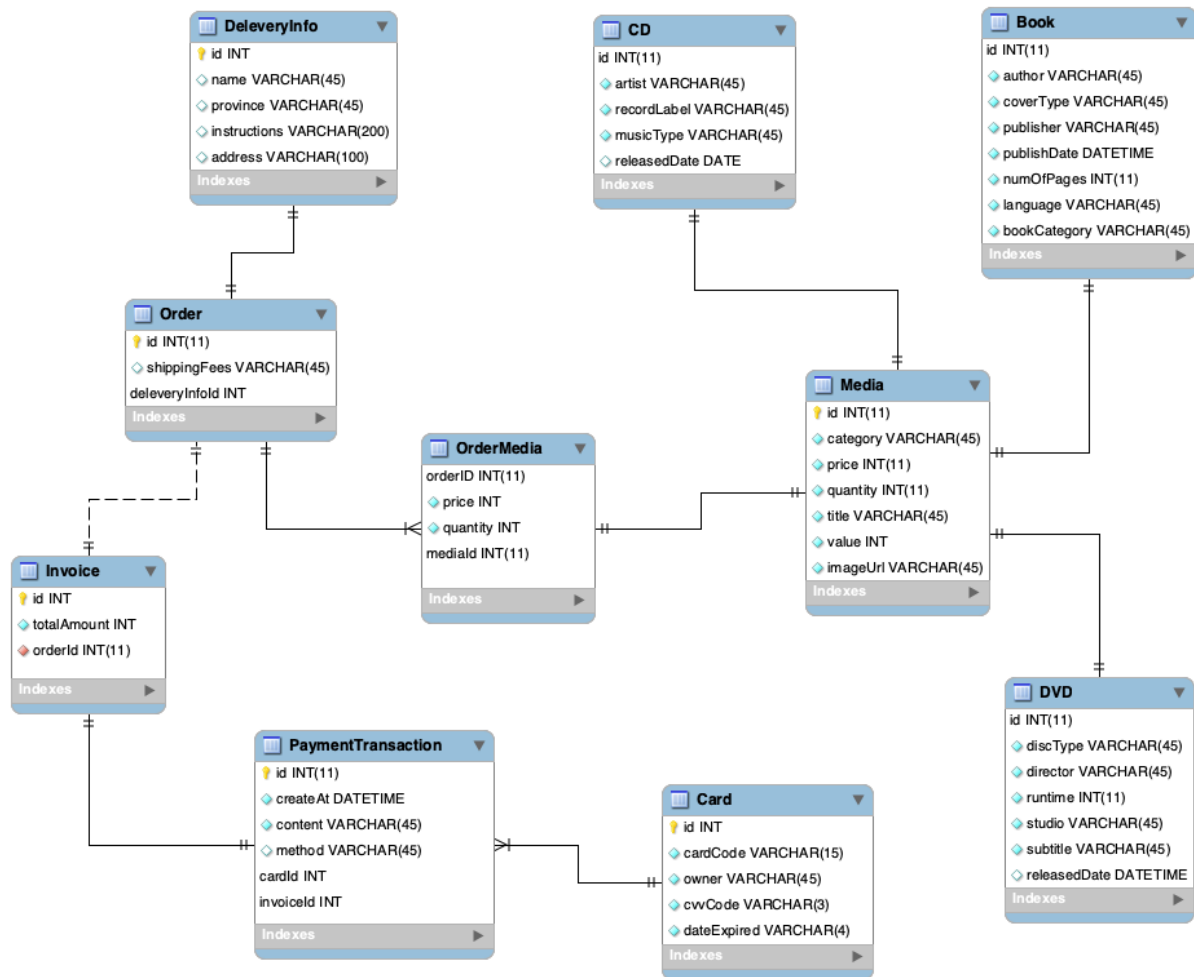 DeleveryInfo
id INT
name VARCHAR(45)
province VARCHAR(45)
instructions VARCHAR(200)
address VARCHAR(100)
Indexes
CD
id INT(11)
artist VARCHAR(45)
recordLabel VARCHAR(45)
musicType VARCHAR(45)
releasedDate DATE
Indexes
Book
id INT(11)
author VARCHAR(45)
coverType VARCHAR(45)
publisher VARCHAR(45)
publishDate DATETIME
numOfPages INT(11)
language VARCHAR(45)
bookCategory VARCHAR(45)
Indexes
Order
id INT(11)
shippingFees VARCHAR(45)
deleveryInfoId INT
Indexes
OrderMedia
orderID INT(11)
price INT
quantity INT
mediaId INT(11)
Indexes
Media
id INT(11)
category VARCHAR(45)
price INT(11)
quantity INT(11)
title VARCHAR(45)
value INT
imageUrl VARCHAR(45)
Indexes
Invoice
id INT
totalAmount INT
orderId INT(11)
Indexes
PaymentTransaction
id INT(11)
createAt DATETIME
content VARCHAR(45)
method VARCHAR(45)
cardId INT
invoiceId INT
Indexes
Card
id INT
cardCode VARCHAR(15)
owner VARCHAR(45)
cvvCode VARCHAR(3)
dateExpired VARCHAR(4)
Indexes
DVD
id INT(11)
discType VARCHAR(45)
director VARCHAR(45)
runtime INT(11)
studio VARCHAR(45)
subtitle VARCHAR(45)
releasedDate DATETIME
Indexes